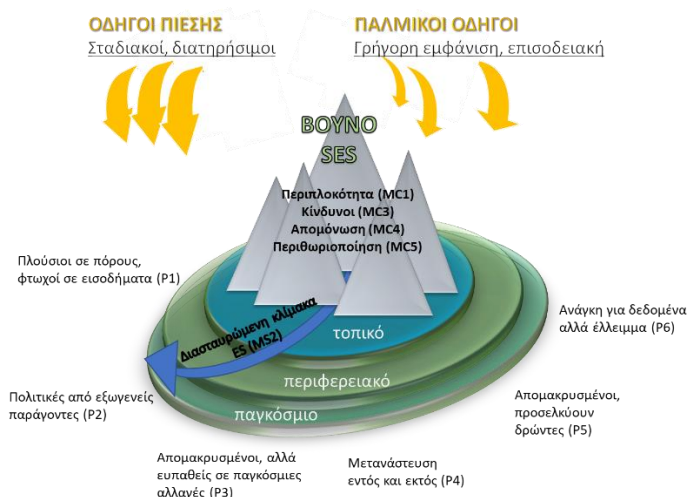 ΟΔΗΓΟΙ ΠΙΕΣΗΣ
Σταδιακοί, διατηρήσιμοι
ΠΑΛΜΙΚΟΙ ΟΔΗΓΟΙ
Γρήγορη εμφάνιση, επισοδειακή
ΒΟΥΝΟ
SES
Περιπλοκότητα (MC1)
Κίνδυνοι (MC3)
Απομόνωση (MC4)
Περιθωριοποίηση (MC5)
Πλούσιοι σε πόρους,
φτωχοί σε εισοδήματα (P1)
Διασταυρώμενη κλίμακα
ES (MS2)
τοπικό
περιφερειακό
παγκόσμιο
Ανάγκη για δεδομένα
αλλά έλλειμμα (P6)
Πολιτικές από εξωγενείς
παράγοντες (P2)
Απομακρυσμένοι,
προσελκύουν
δρώντες (P5)
Απομακρυσμένοι, αλλά
ευπαθείς σε παγκόσμιες
αλλαγές (P3)
Μετανάστευση
εντός και εκτός (P4)